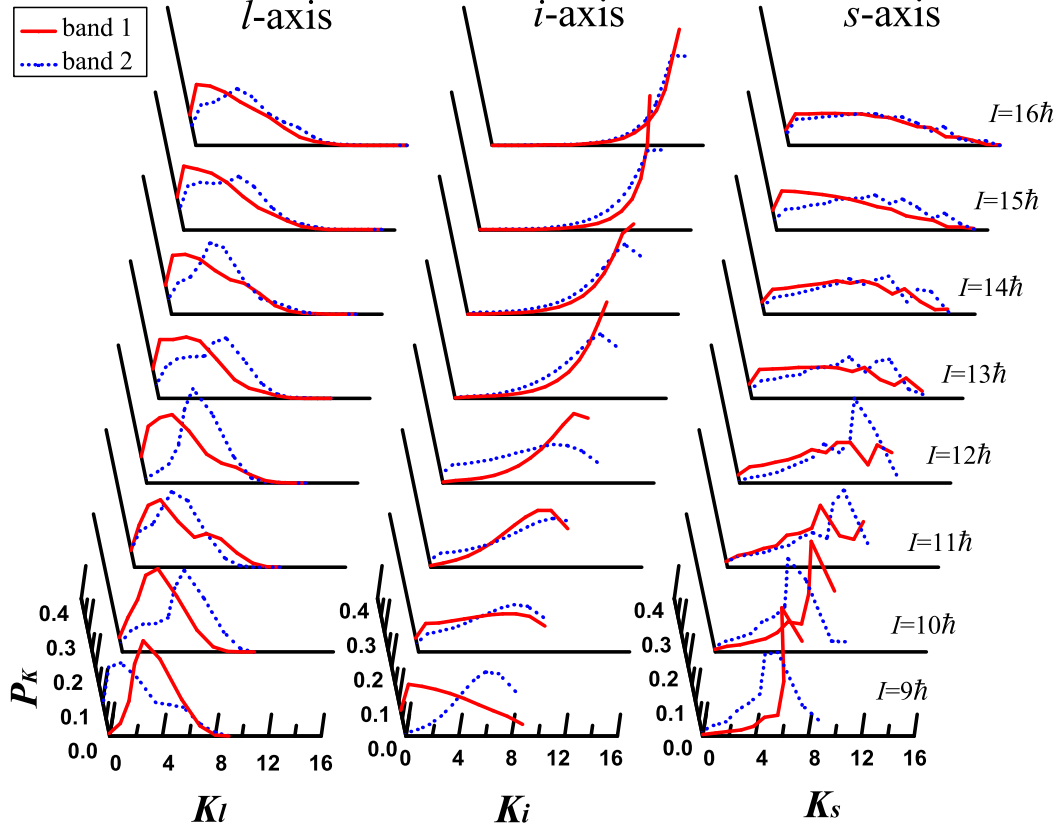 l-axis i-axis s-axis
band 1
band 2
I=16ħ
I=15ħ
I=14ħ
I=13ħ
I=12ħ
I=11ħ
I=10ħ
I=9ħ
0.4 0.4 0.4
0.3 0.3 0.3
0.2 0.2 0.2
0.1 0.1 0.1
0.0 0.0 0.0
P_K
0 4 8 12 16 0 4 8 12 16 0 4 8 12 16
K_l K_i K_s